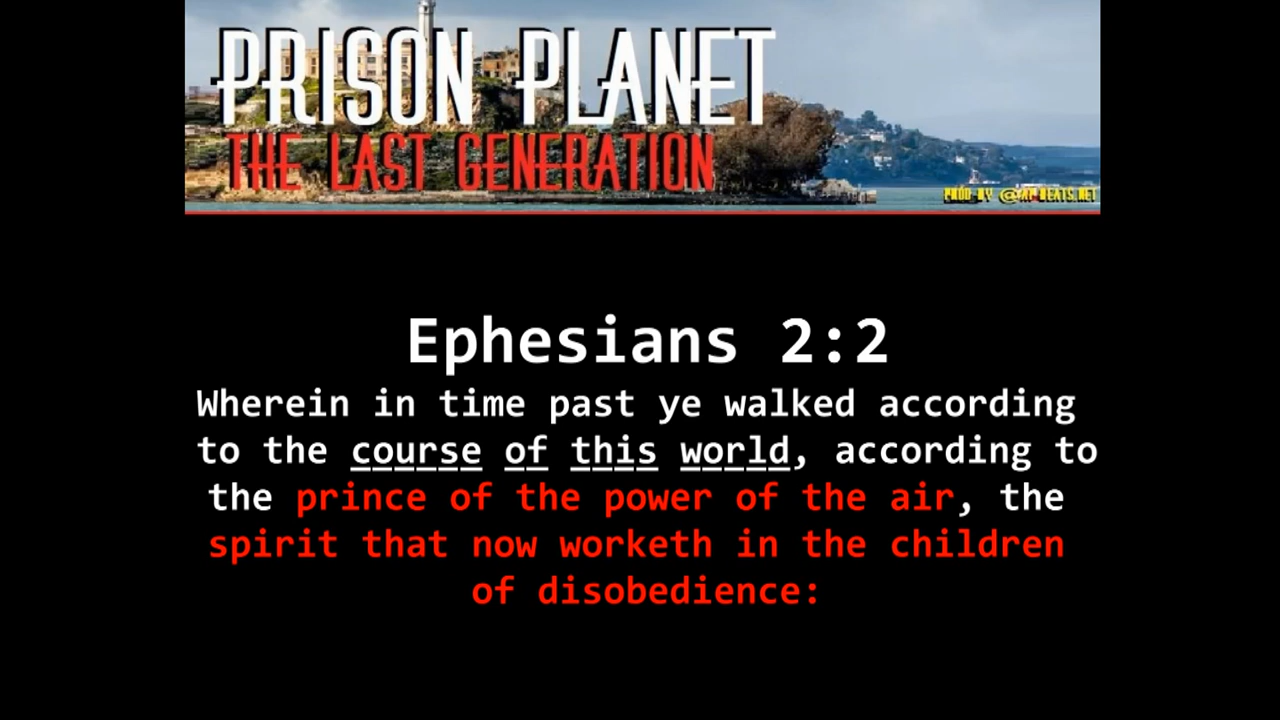 PRISON PLANET
THE LAST GENERATION
PROD BY @
Ephesians 2:2
Wherein in time past ye walked according
to the course of this world, according to
the prince of the power of the air, the
spirit that now worketh in the children
of disobedience: